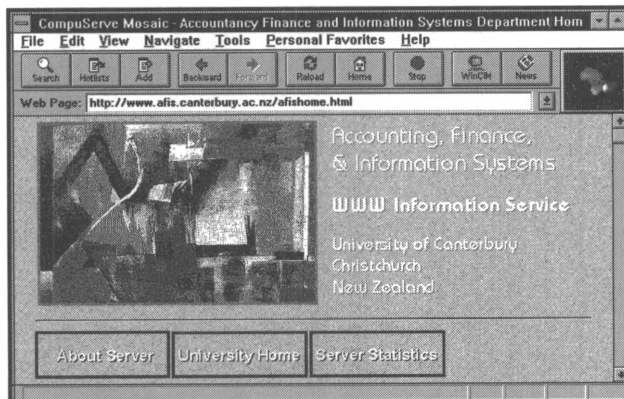 CompuServe Mosaic - Accountancy Finance and Information Systems Department Hom
File Edit View Navigate Tools Personal Favorites Help
Search Hotlists Add Backward Forward Reload Home Stop WinCIM News
Web Page: http://www.afis.canterbury.ac.nz/afishome.html
Accounting, Finance,
& Information Systems
WWW Information Service
University of Canterbury
Christchurch
New Zealand
About Server University Home Server Statistics